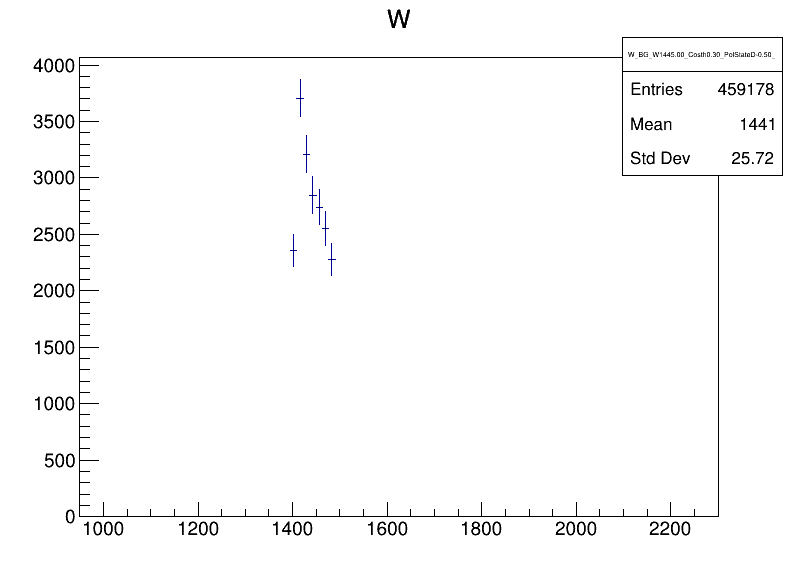 W
W_BG_W1445.00_Costh0.30_PolStateD-0.50_
Entries 459178
Mean 1441
Std Dev 25.72
4000
3500
3000
2500
2000
1500
1000
500
0
1000 1200 1400 1600 1800 2000 2200